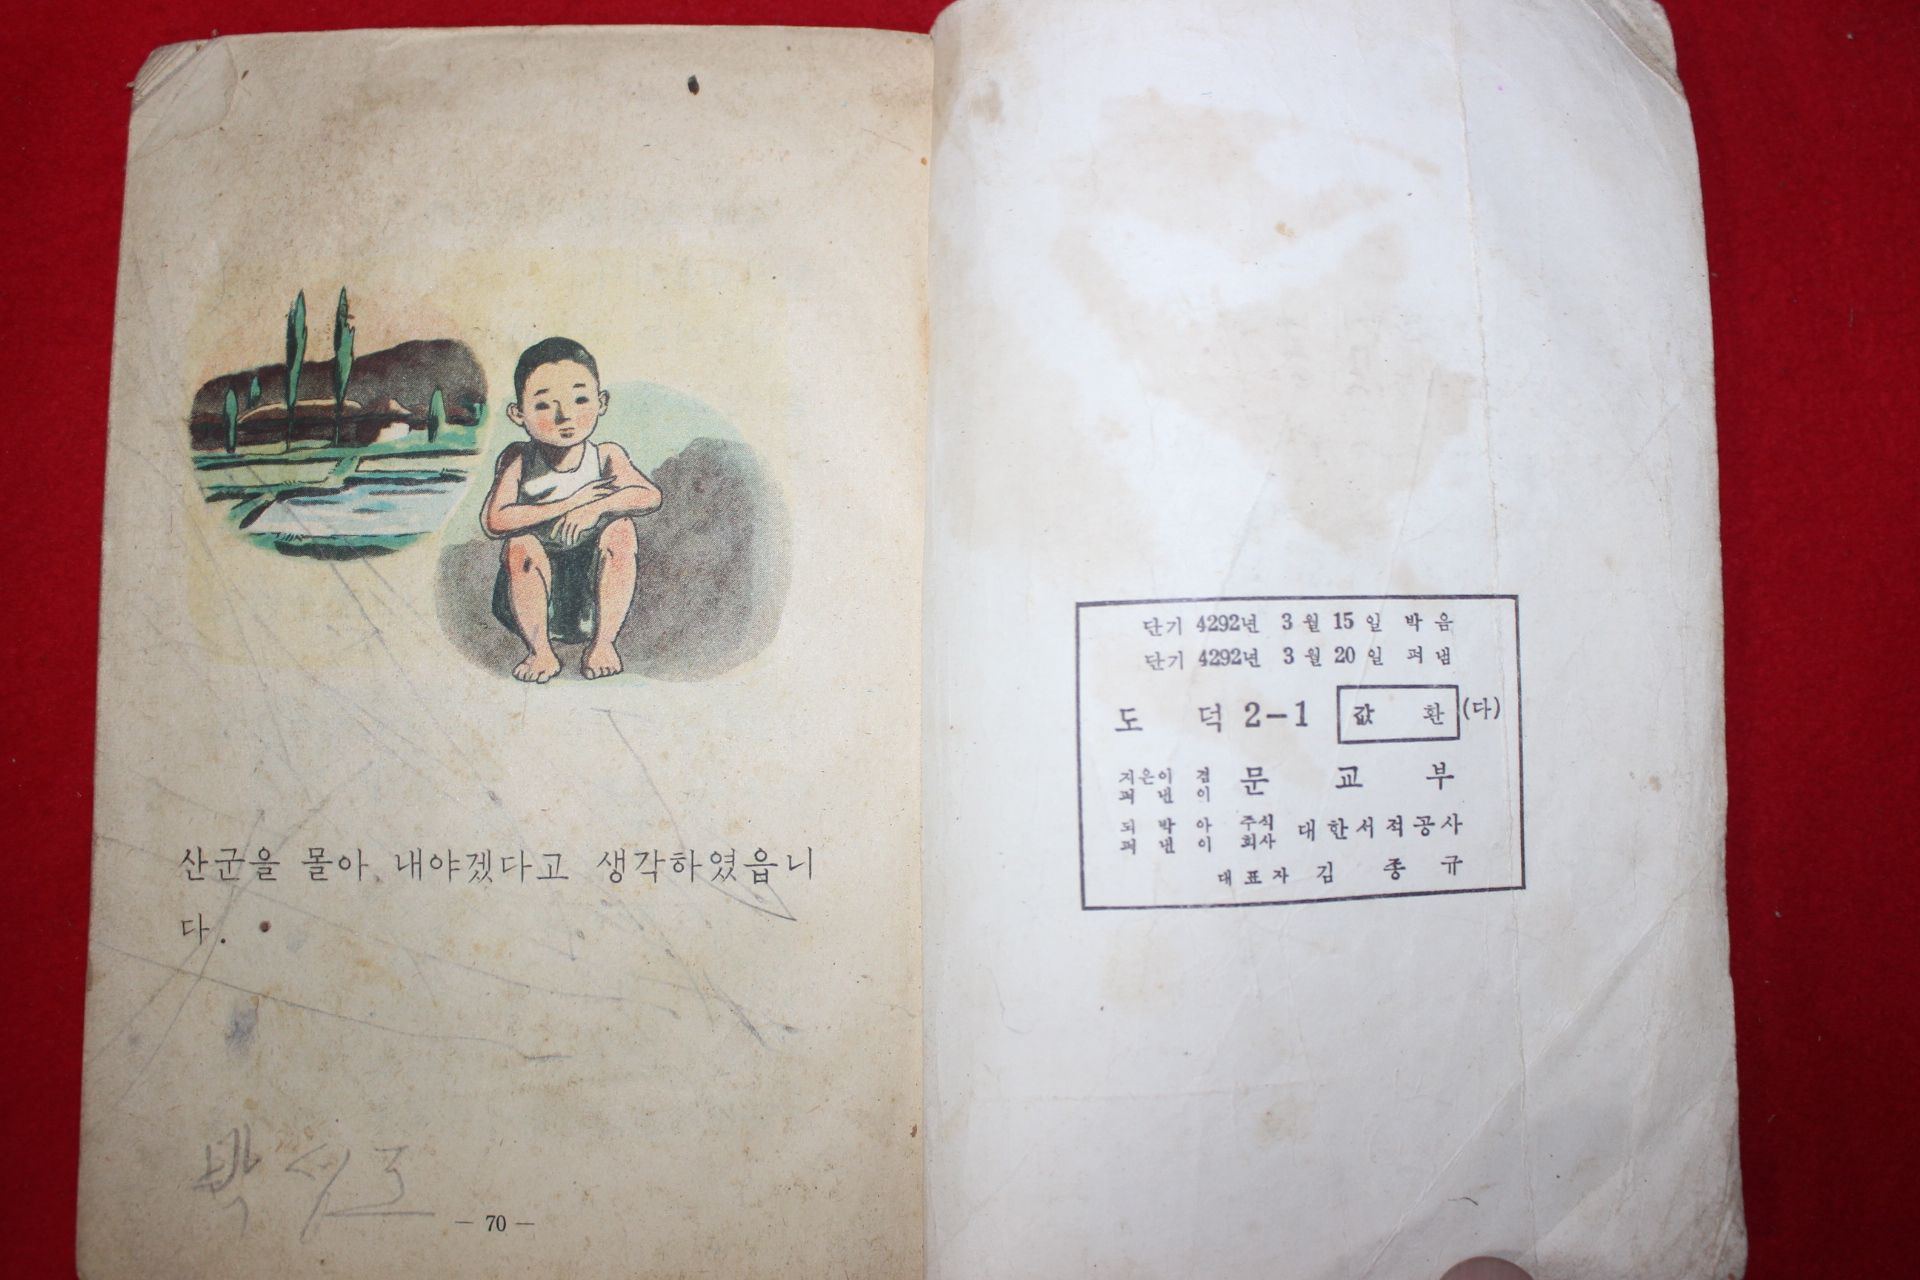 산군을 몰아 내야겠다고 생각하였읍니
다.
박
— 70 —
단기 4292년 3월 15일 박음
단기 4292년 3월 20일 펴냄
도 덕 2-1 값 환 (다)
지은이 겸
펴 낸 이
문 교 부
되 박 아
펴 낸 이
주식
회사
대한서적공사
대표자 김 종 규